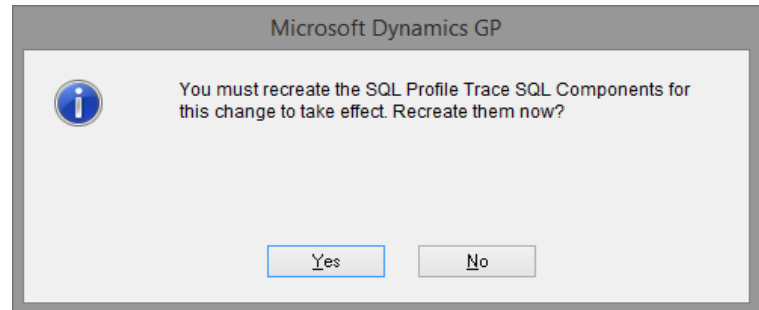 Microsoft Dynamics GP
You must recreate the SQL Profile Trace SQL Components for
this change to take effect. Recreate them now?
Yes
No